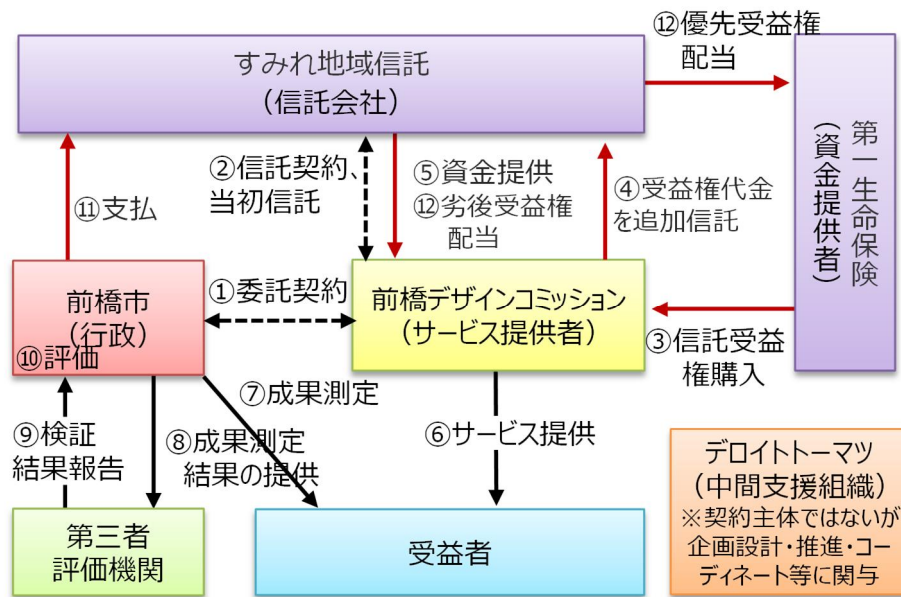 すみれ地域信託
（信託会社）
⑫優先受益権
配当
第一生命保険
（資金提供者）
②信託契約、
当初信託
⑤資金提供
⑫劣後受益権
配当
④受益権代金
を追加信託
⑪支払
前橋市
（行政）
⑩評価
①委託契約
前橋デザインコミッション
（サービス提供者）
③信託受益
権購入
⑦成果測定
⑨検証
結果報告
⑧成果測定
結果の提供
⑥サービス提供
第三者
評価機関
受益者
デロイトトーマツ
（中間支援組織）
※契約主体ではないが
企画設計・推進・コー
ディネート等に関与